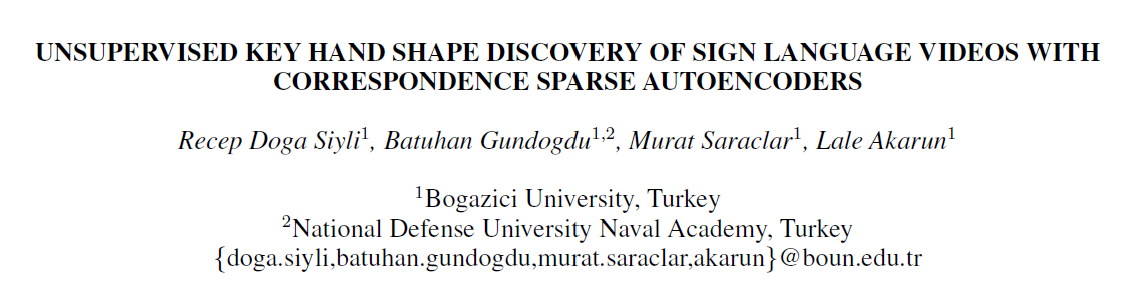 UNSUPERVISED KEY HAND SHAPE DISCOVERY OF SIGN LANGUAGE VIDEOS WITH
CORRESPONDENCE SPARSE AUTOENCODERS
Recep Doga Siyli¹, Batuhan Gundogdu¹,², Murat Saraclar¹, Lale Akarun¹
¹Bogazici University, Turkey
²National Defense University Naval Academy, Turkey
{doga.siyli,batuhan.gundogdu,murat.saraclar,akarun}@boun.edu.tr